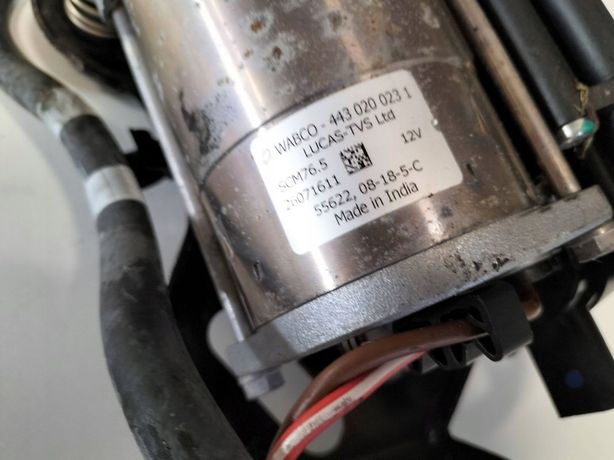 WABCO - 443 020 023 1
LUCAS-TVS Ltd
SCM76.5
12V
26071611
55622, 08-18-5-C
Made in India